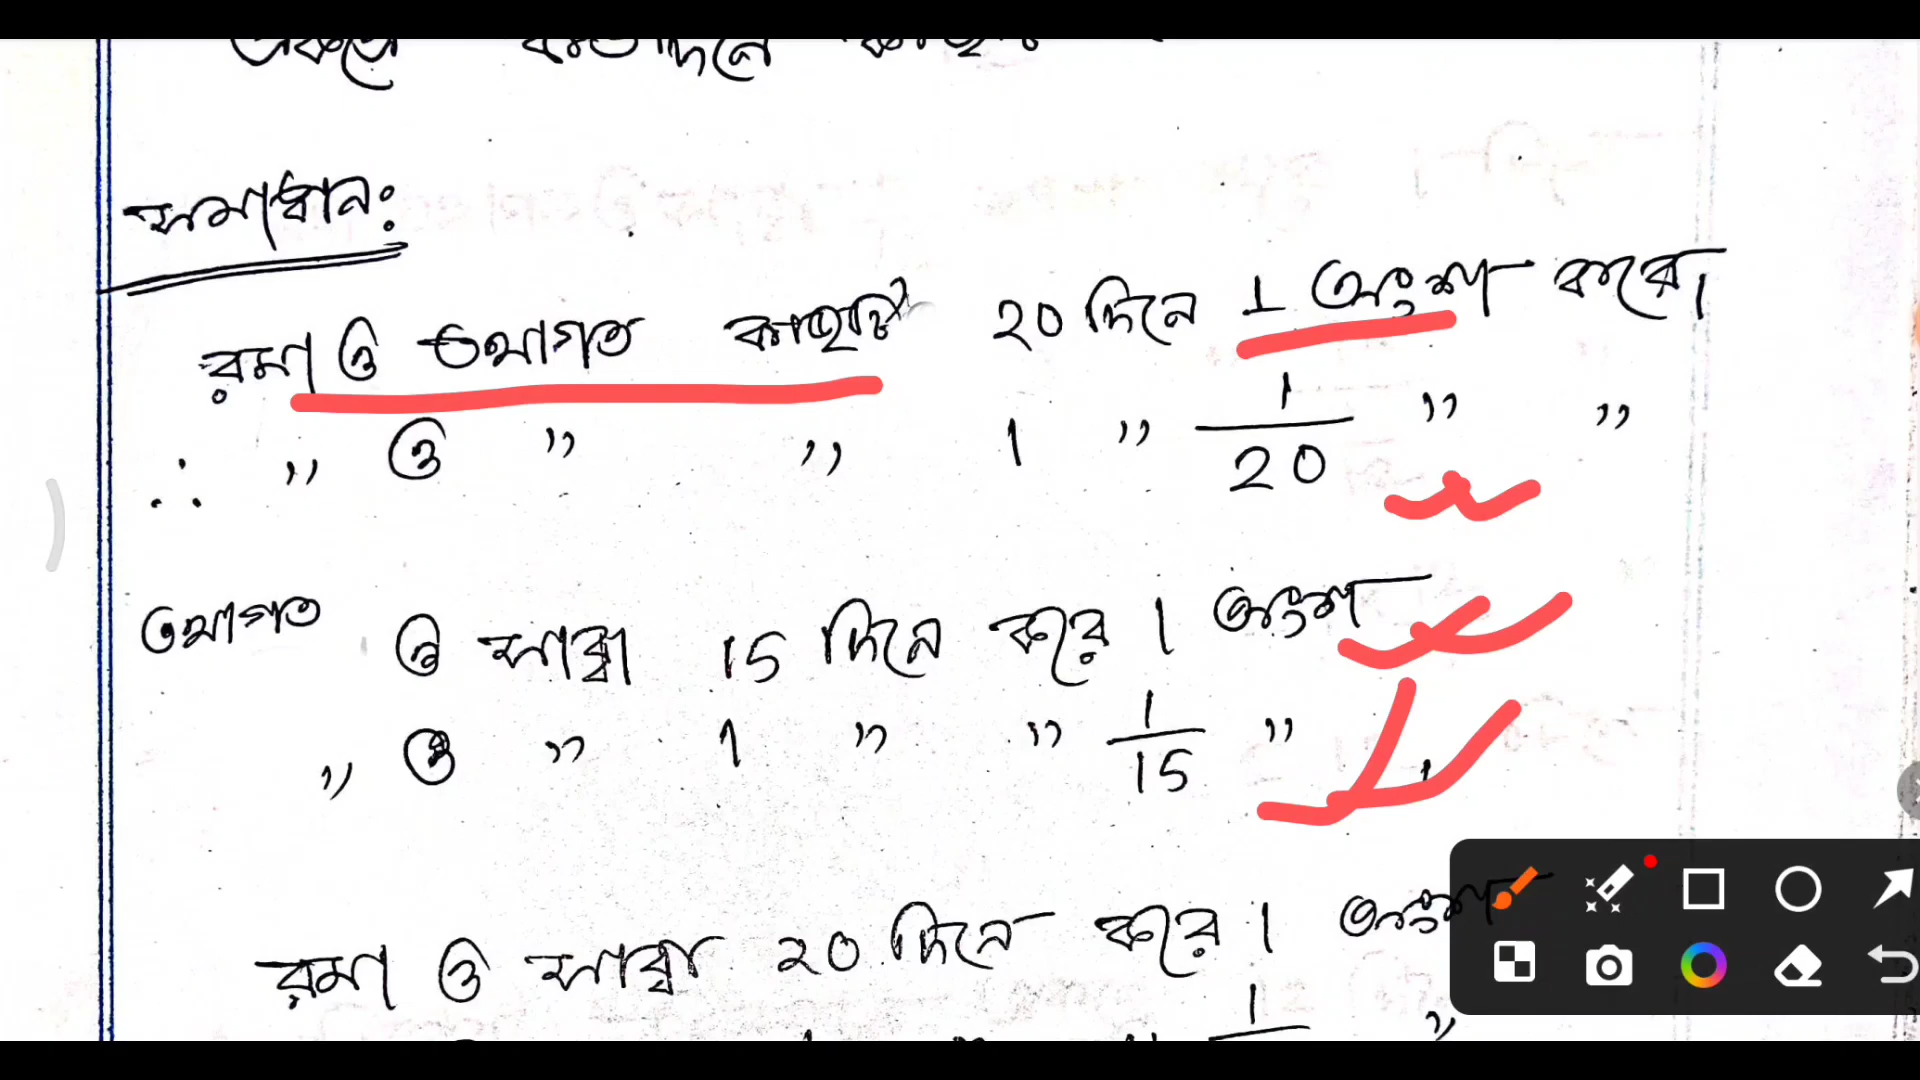 সমাধান:
রমা ও তথাগত কাজটি 20 দিনে 1 অংশ করে।
∴ " ও " " 1 " 1/20 " "
তথাগত ও সারা 15 দিনে করে 1 অংশ
" ও " 1 " " 1/15 "
রমা ও সারা 20 দিনে করে 1 অংশ